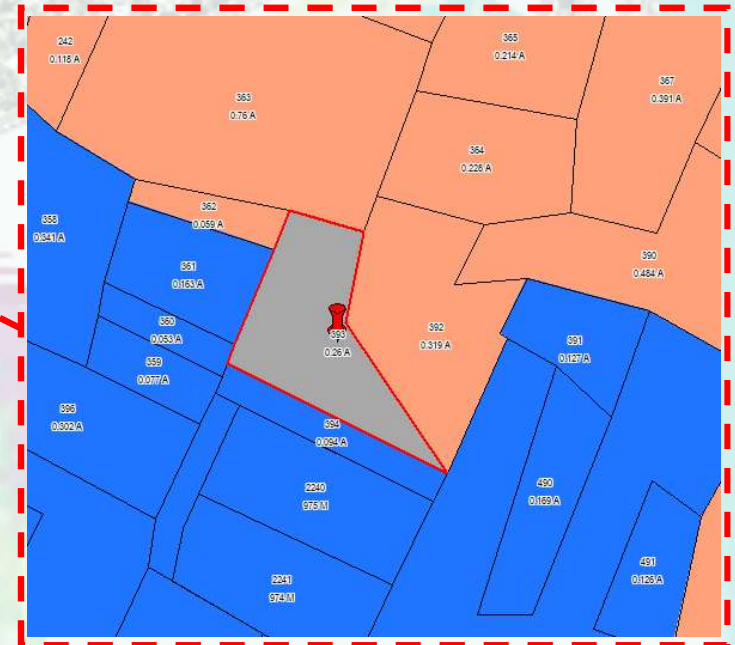 242
0.118 A
365
0.214 A
363
0.76 A
367
0.391 A
364
0.226 A
362
0.059 A
358
0.341 A
390
0.484 A
361
0.163 A
360
0.053 A
393
0.26 A
392
0.319 A
391
0.127 A
359
0.077 A
396
0.302 A
394
0.094 A
2240
975 M
490
0.169 A
491
0.126 A
2241
974 M